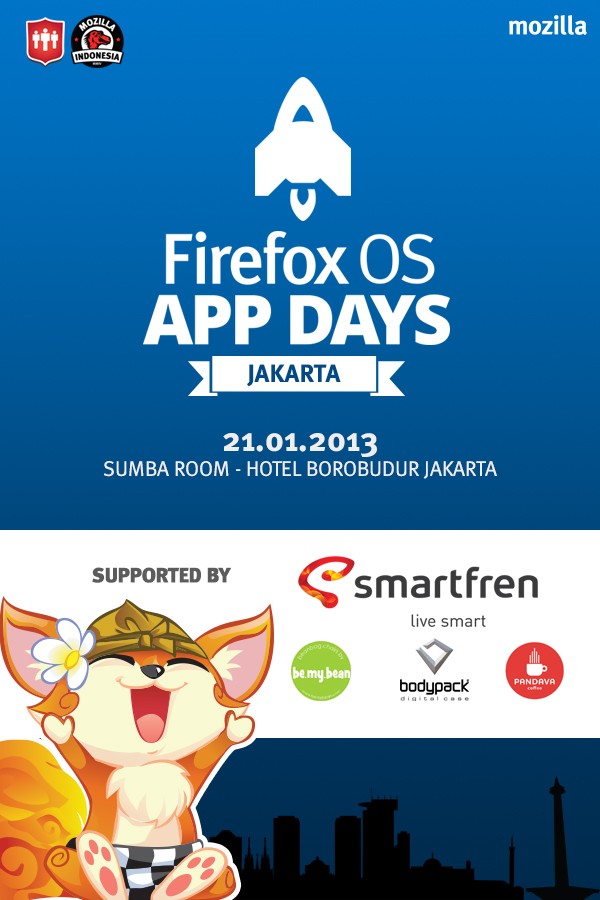 MOZILLA
INDONESIA
mozilla
Firefox OS
APP DAYS
JAKARTA
21.01.2013
SUMBA ROOM - HOTEL BOROBUDUR JAKARTA
SUPPORTED BY
smartfren
live smart
be.my.bean
bodypack
digital case
PANDAVA
coffee